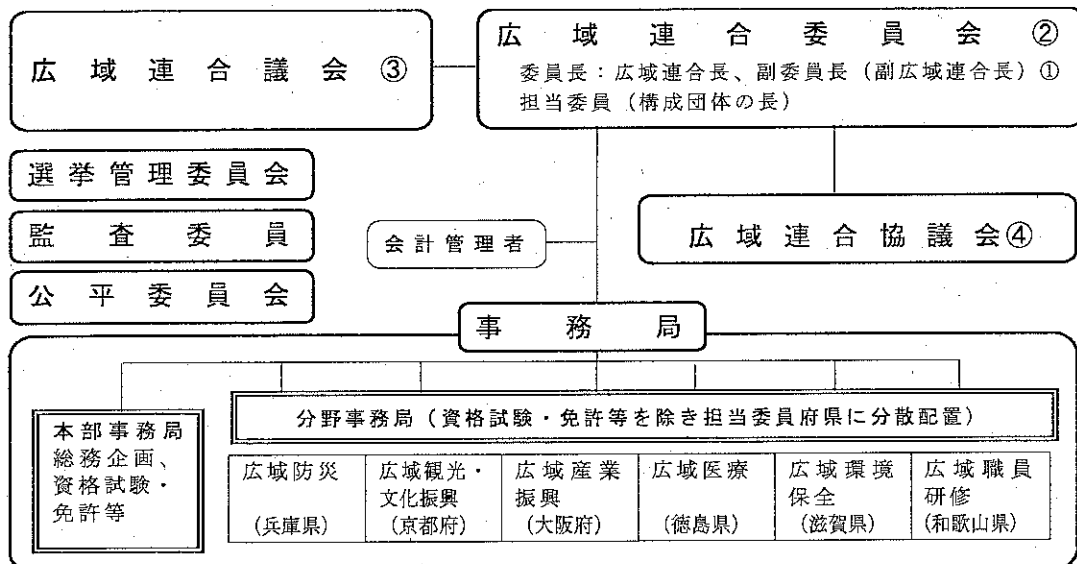 広域連合議会③
広域連合委員会②
委員長：広域連合長、副委員長（副広域連合長）①
担当委員（構成団体の長）
選挙管理委員会
監査委員
公平委員会
会計管理者
広域連合協議会④
事務局
本部事務局
総務企画、
資格試験・
免許等
分野事務局（資格試験・免許等を除き担当委員府県に分散配置）
広域防災
(兵庫県)
広域観光・
文化振興
(京都府)
広域産業
振興
(大阪府)
広域医療
(徳島県)
広域環境
保全
(滋賀県)
広域職員
研修
(和歌山県)